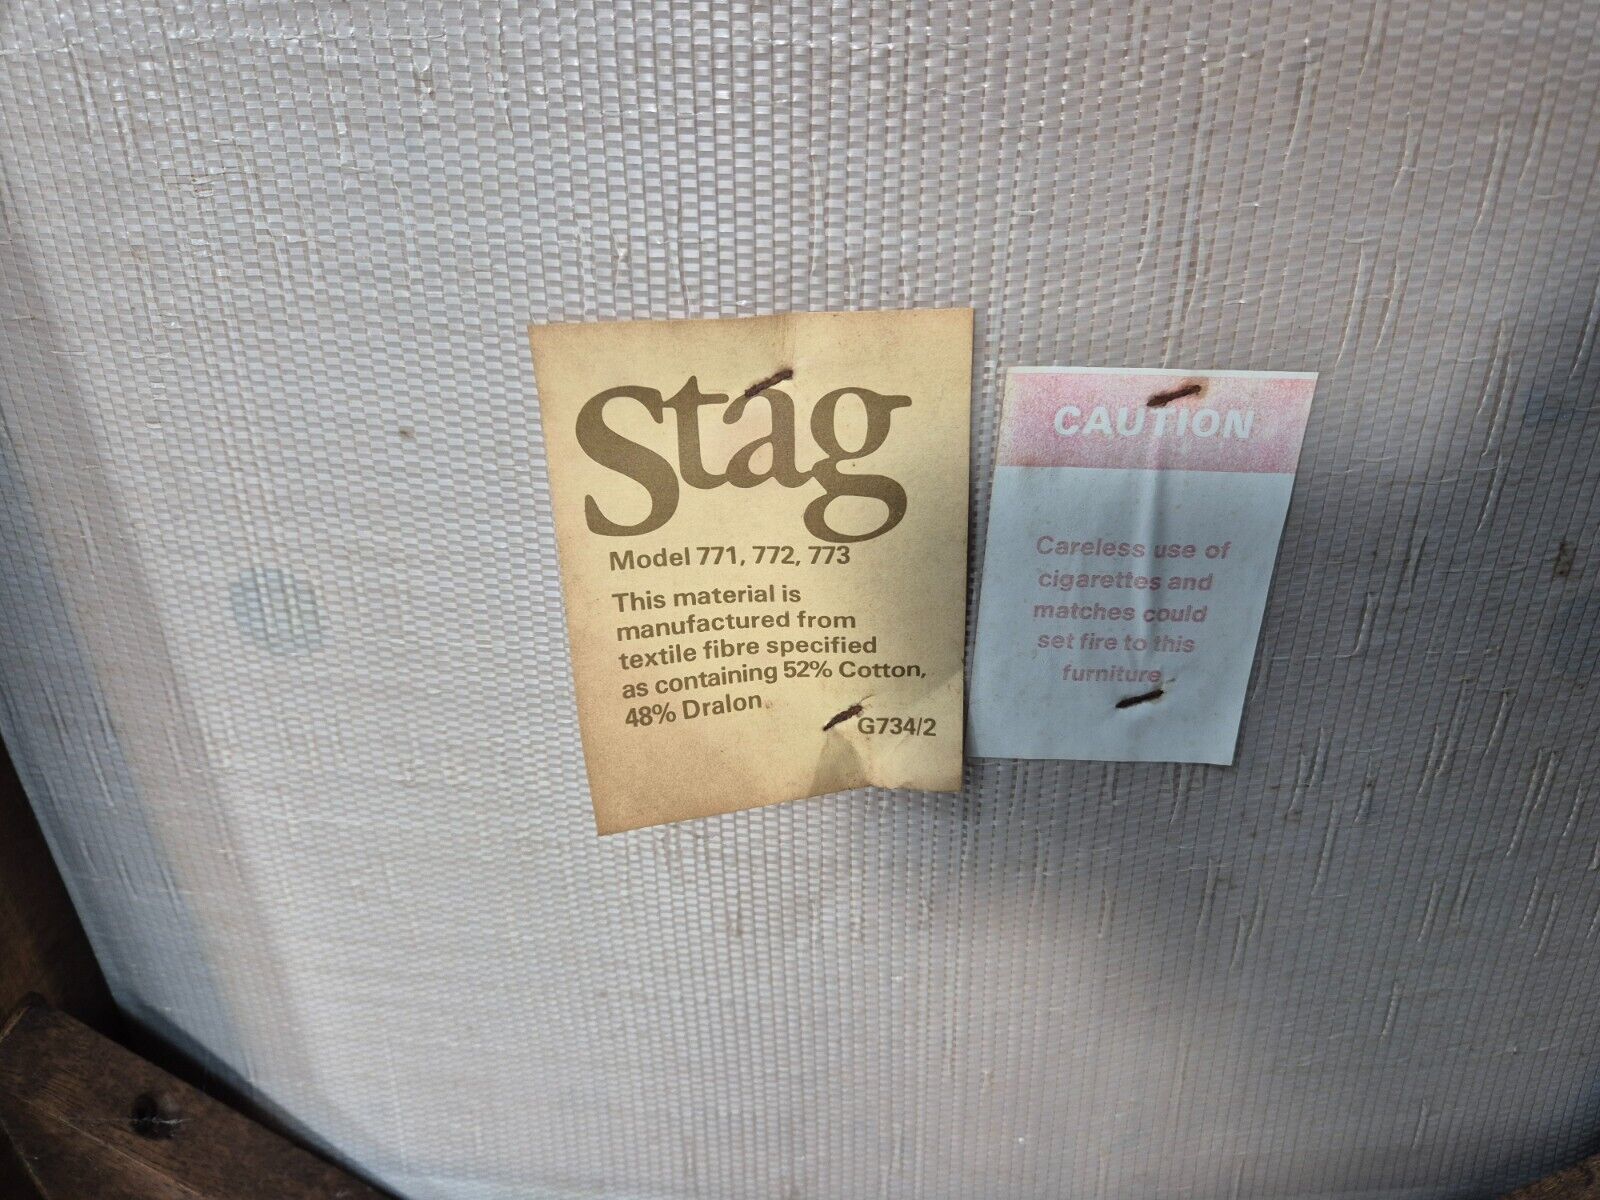 Stag
Model 771, 772, 773
This material is
manufactured from
textile fibre specified
as containing 52% Cotton,
48% Dralon.
G734/2
CAUTION
Careless use of
cigarettes and
matches could
set fire to this
furniture.